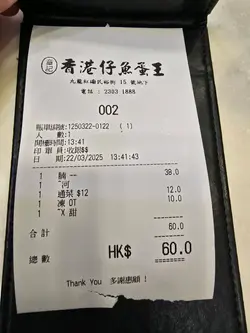 香港仔魚蛋王
九龍紅磡民裕街 15 號地下
電話 : 2303 1888
002
賬單編號:1250322-0122 ( 1)
人 數:1
開檯時間:13:41
印 單 員:收銀$$
日 期:22/03/2025 13:41:43
1 腩 一 38.0
1 ^河
1 通菜 $12 12.0
1 凍 OT 10.0
1 ^X 甜
合計 60.0
總數 HK$ 60.0
Thank You 多謝惠顧 !